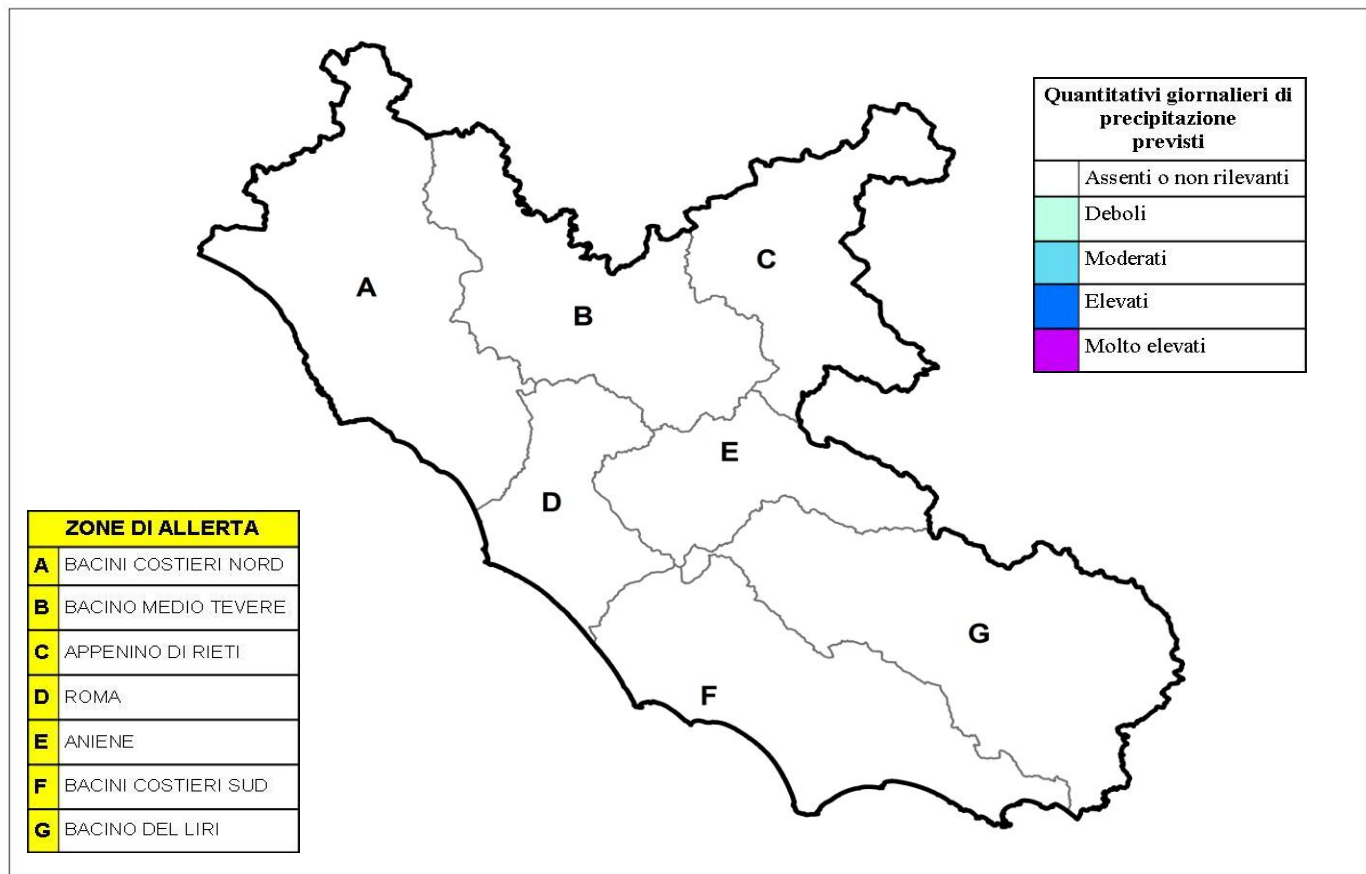 Quantitativi giornalieri di
precipitazione
previsti
Assenti o non rilevanti
Deboli
Moderati
Elevati
Molto elevati
C
A
B
E
D
G
F
ZONE DI ALLERTA
A BACINI COSTIERI NORD
B BACINO MEDIO TEVERE
C APPENINO DI RIETI
D ROMA
E ANIENE
F BACINI COSTIERI SUD
G BACINO DEL LIRI